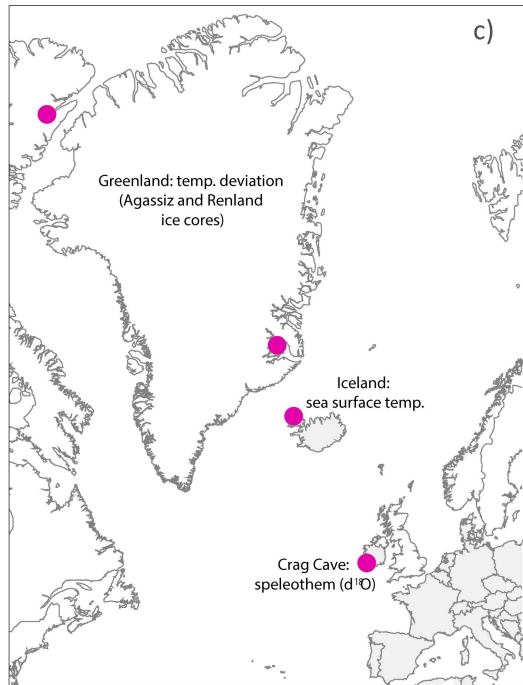 c)
Greenland: temp. deviation
(Agassiz and Renland
ice cores)
Iceland:
sea surface temp.
Crag Cave:
speleothem (d¹⁸O)